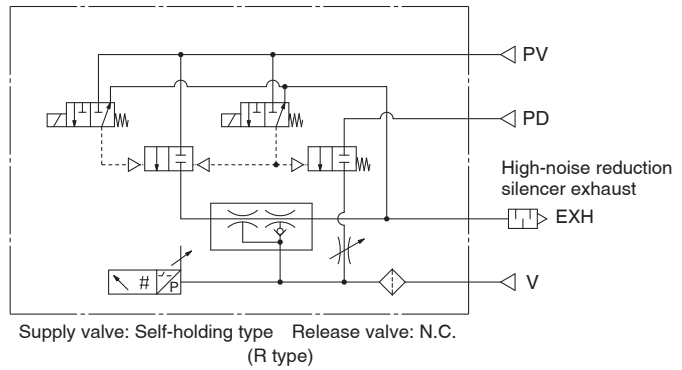 PV
PD
High-noise reduction
silencer exhaust
EXH
# P
V
Supply valve: Self-holding type Release valve: N.C.
(R type)